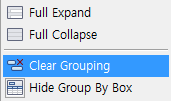 Full Expand
Full Collapse
Clear Grouping
Hide Group By Box